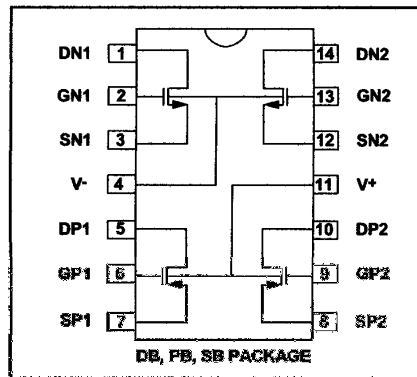 DN1 1 14 DN2
GN1 2 13 GN2
SN1 3 12 SN2
V- 4 11 V+
DP1 5 10 DP2
GP1 6 9 GP2
SP1 7 8 SP2
DB, PB, SB PACKAGE